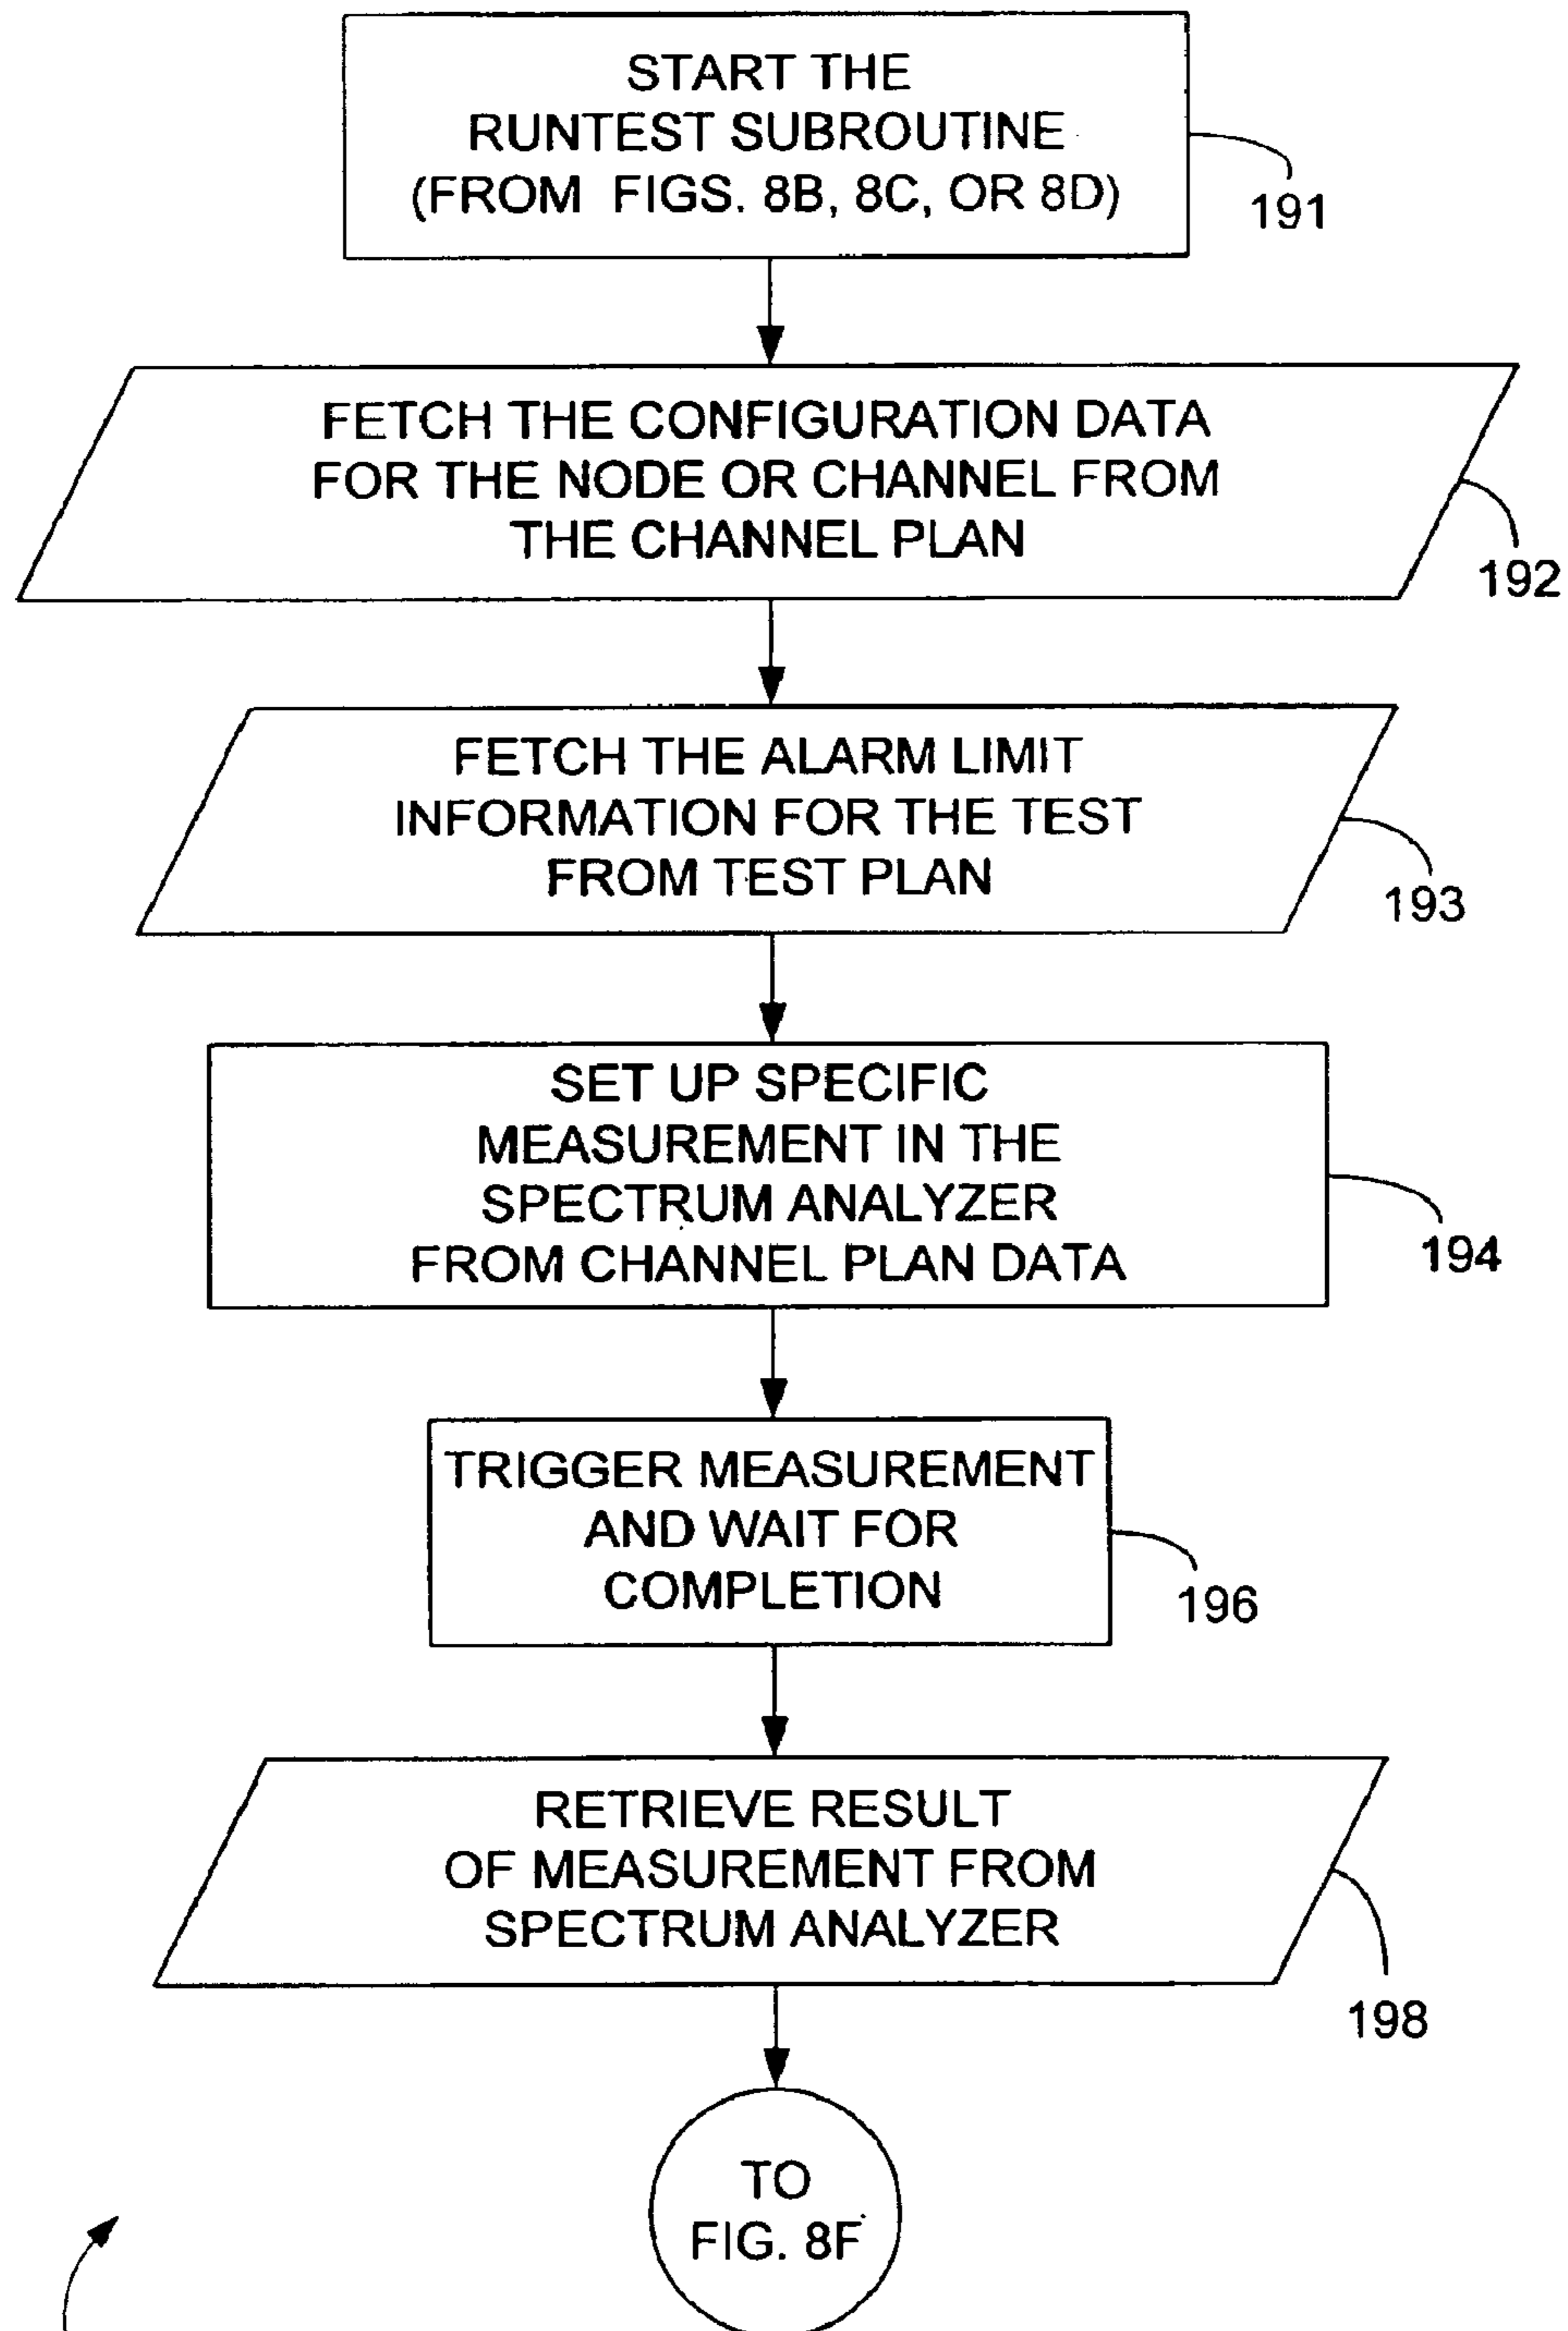 START THE
RUNTEST SUBROUTINE
(FROM FIGS. 8B, 8C, OR 8D)
191
FETCH THE CONFIGURATION DATA
FOR THE NODE OR CHANNEL FROM
THE CHANNEL PLAN
192
FETCH THE ALARM LIMIT
INFORMATION FOR THE TEST
FROM TEST PLAN
193
SET UP SPECIFIC
MEASUREMENT IN THE
SPECTRUM ANALYZER
FROM CHANNEL PLAN DATA
194
TRIGGER MEASUREMENT
AND WAIT FOR
COMPLETION
196
RETRIEVE RESULT
OF MEASUREMENT FROM
SPECTRUM ANALYZER
198
TO
FIG. 8F